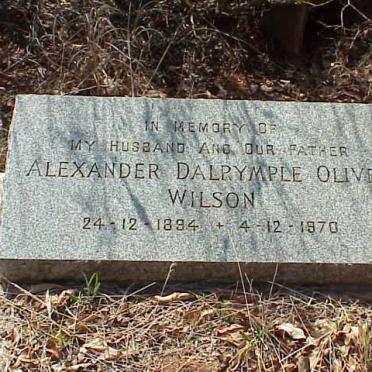 IN MEMORY OF
MY HUSBAND AND OUR FATHER
ALEXANDER DALRYMPLE OLIVE
WILSON
24-12-1894 + 4-12-1970